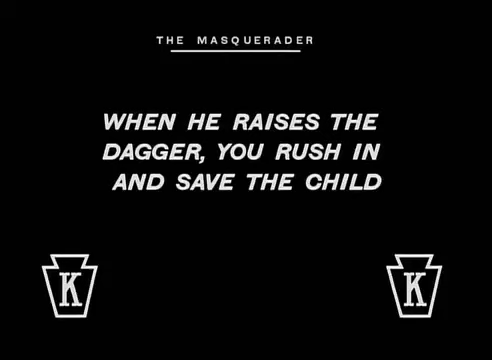 THE MASQUERADER
WHEN HE RAISES THE
DAGGER, YOU RUSH IN
AND SAVE THE CHILD
K
K